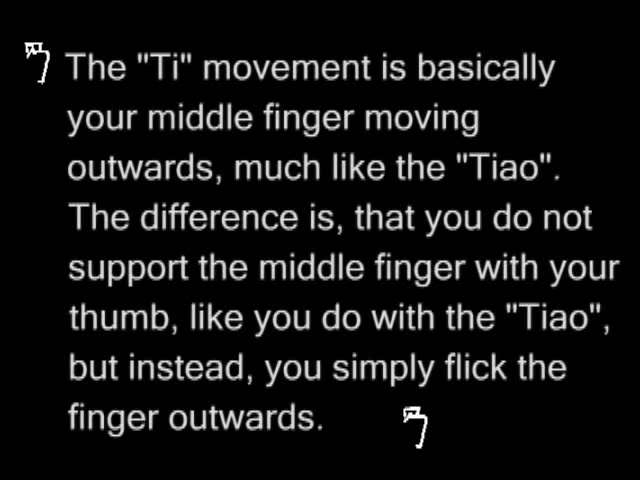 The "Ti" movement is basically
your middle finger moving
outwards, much like the "Tiao".
The difference is, that you do not
support the middle finger with your
thumb, like you do with the "Tiao",
but instead, you simply flick the
finger outwards.